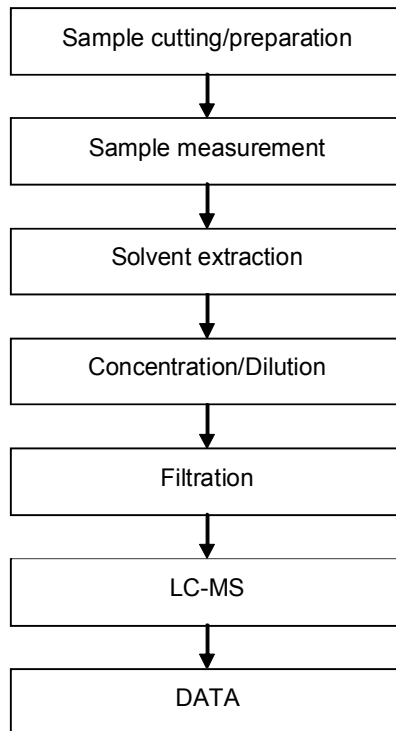 Sample cutting/preparation
Sample measurement
Solvent extraction
Concentration/Dilution
Filtration
LC-MS
DATA